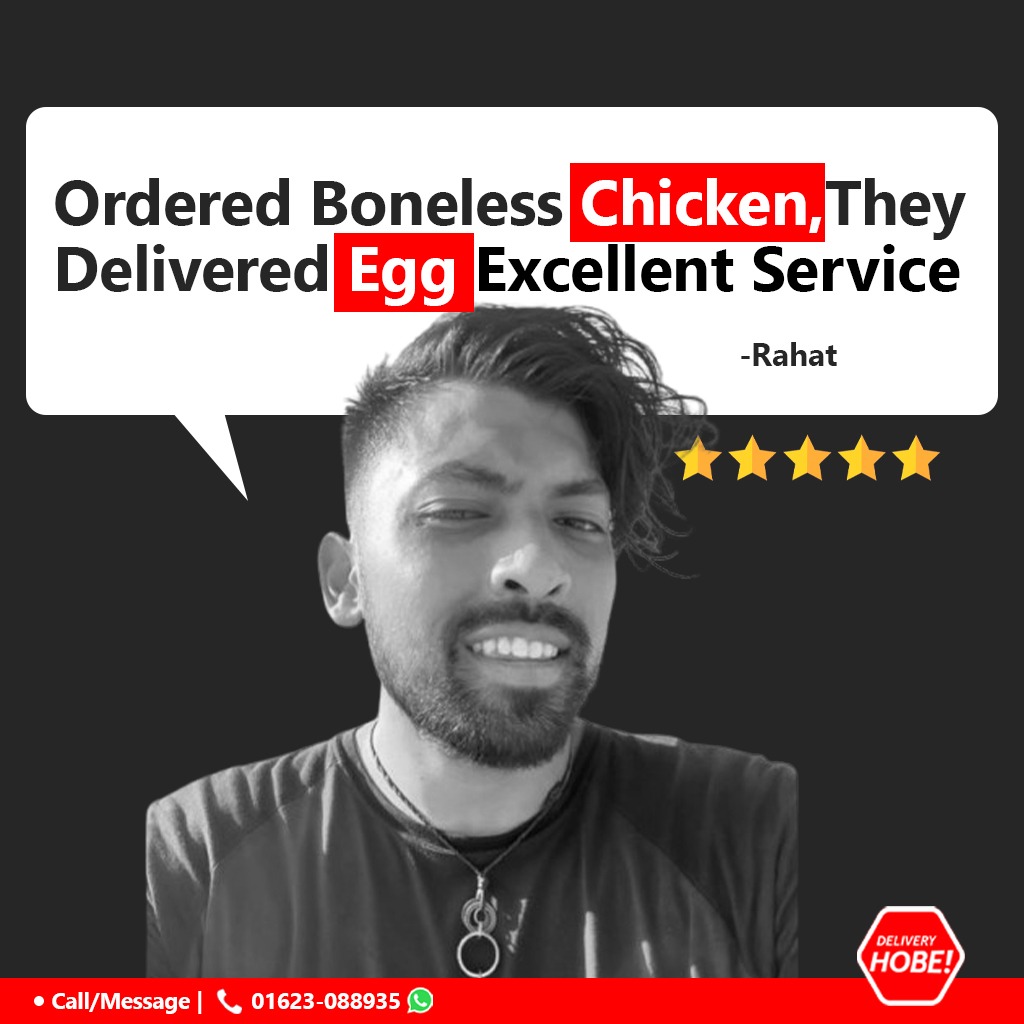 Ordered Boneless Chicken,They
Delivered Egg Excellent Service
-Rahat
DELIVERY
HOBE!
• Call/Message | 01623-088935